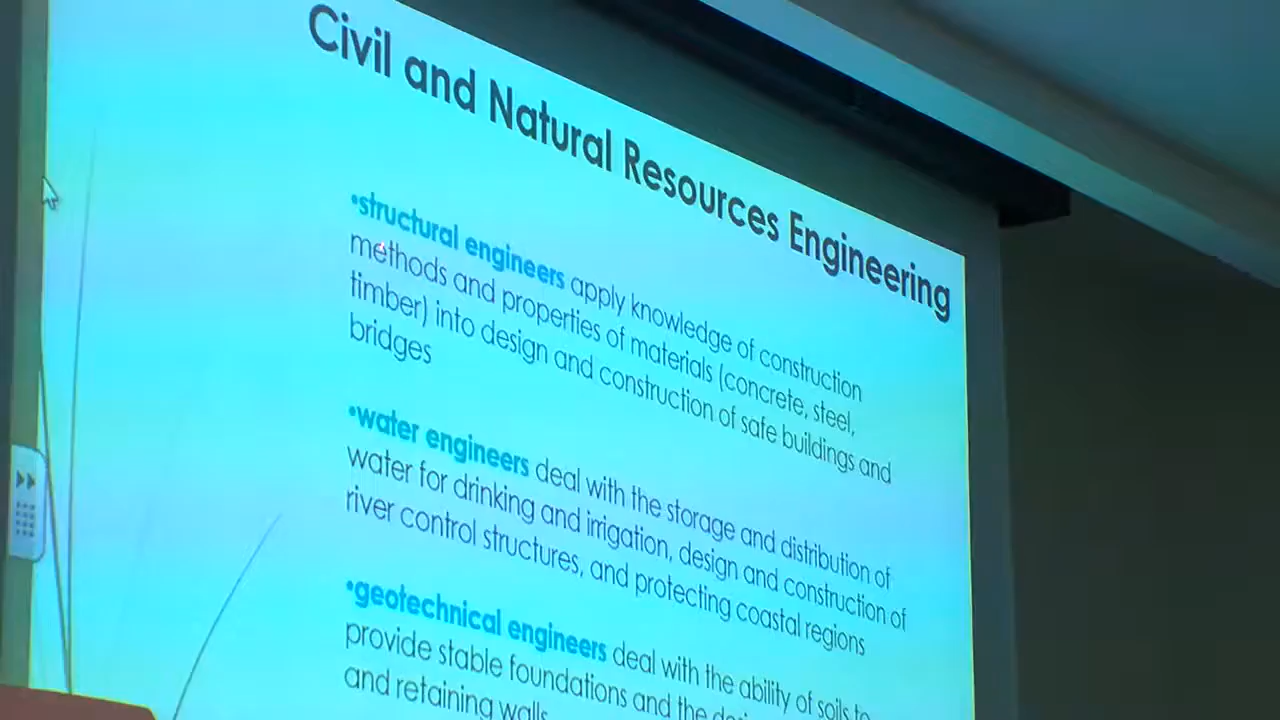 Civil and Natural Resources Engineering
•structural engineers apply knowledge of construction
methods and properties of materials (concrete, steel,
timber) into design and construction of safe buildings and
bridges
•water engineers deal with the storage and distribution of
water for drinking and irrigation, design and construction of
river control structures, and protecting coastal regions
•geotechnical engineers deal with the ability of soils to
provide stable foundations and the
and retaining walls